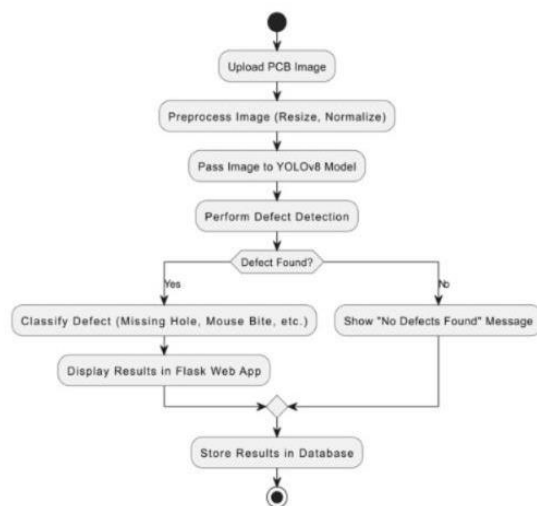 Upload PCB Image
Preprocess Image (Resize, Normalize)
Pass Image to YOLOv8 Model
Perform Defect Detection
Defect Found?
Yes
No
Classify Defect (Missing Hole, Mouse Bite, etc.)
Show "No Defects Found" Message
Display Results in Flask Web App
Store Results in Database